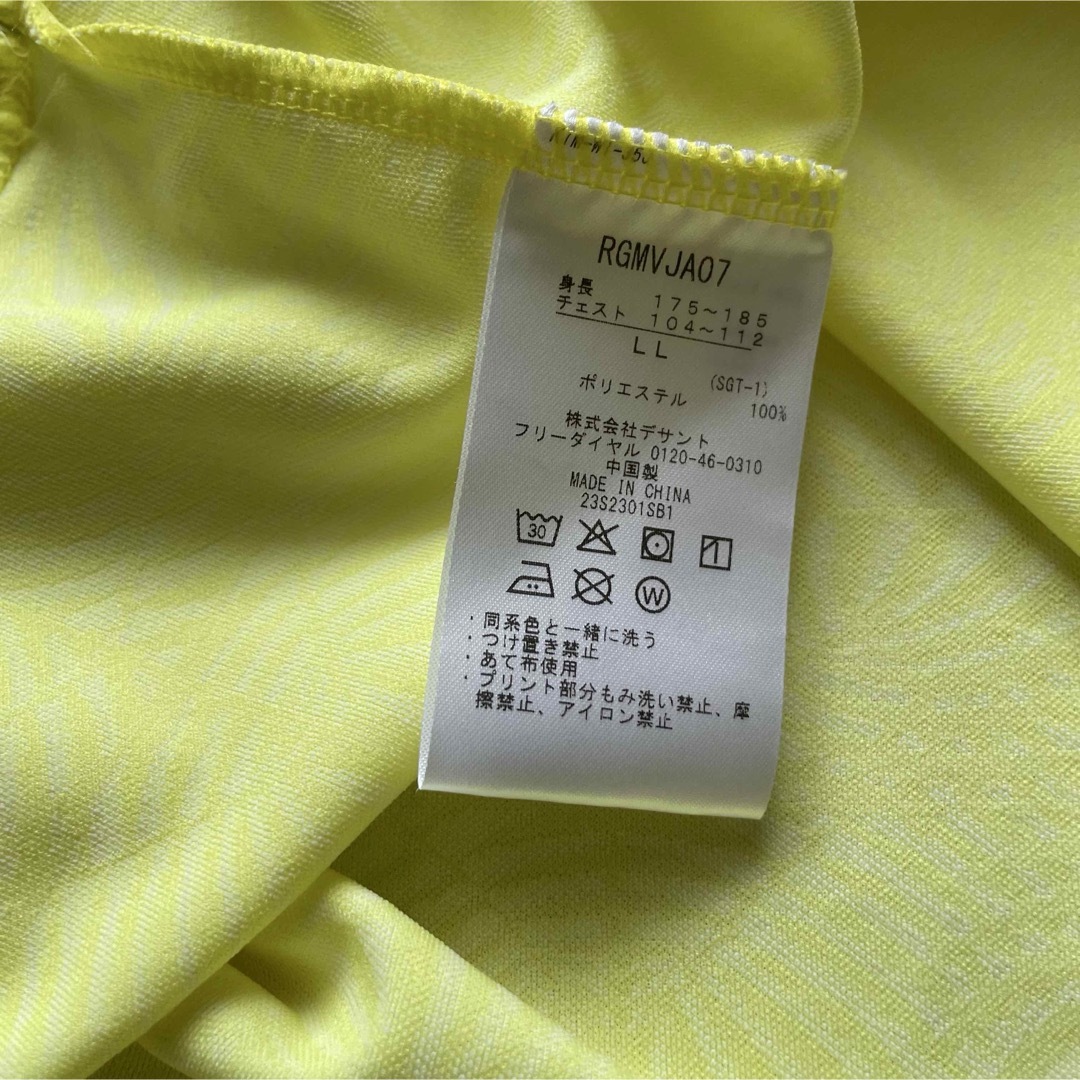 RGMVJA07
身長 175~185
チェスト 104~112
LL
(SGT-1)
ポリエステル 100%
株式会社デサント
フリーダイヤル 0120-46-0310
中国製
MADE IN CHINA
23S2301SB1
30
W
・同系色と一緒に洗う
・つけ置き禁止
・あて布使用
・プリント部分もみ洗い禁止、摩
擦禁止、アイロン禁止